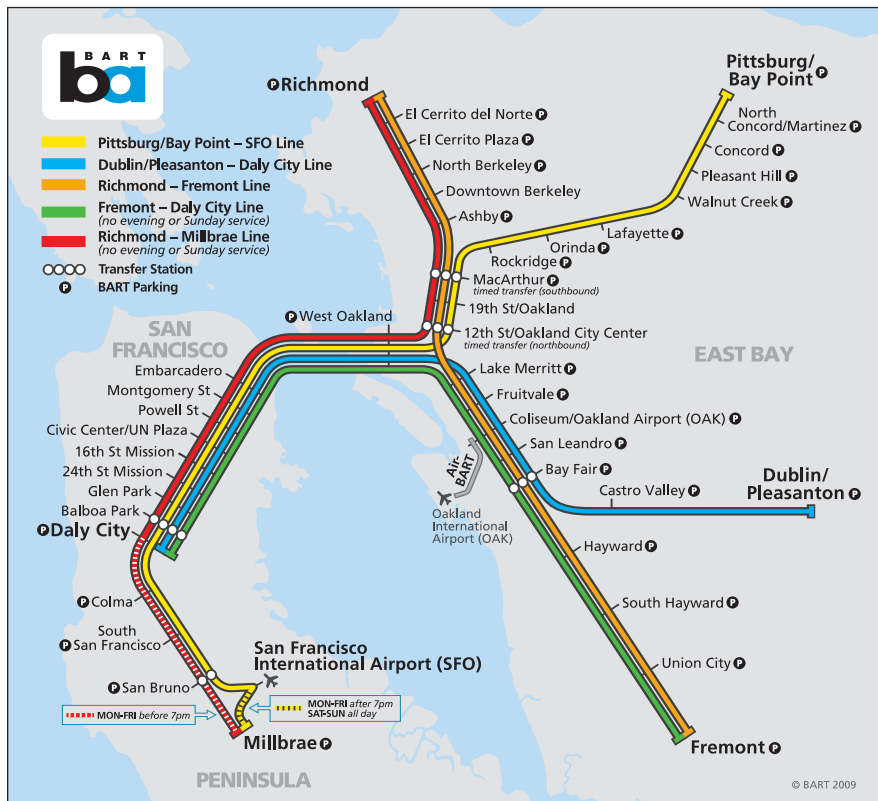 BART
ba
Pittsburg/Bay Point – SFO Line
Dublin/Pleasanton – Daly City Line
Richmond – Fremont Line
Fremont – Daly City Line
(no evening or Sunday service)
Richmond – Millbrae Line
(no evening or Sunday service)
Transfer Station
P BART Parking
P Richmond
El Cerrito del Norte P
El Cerrito Plaza P
North Berkeley P
Downtown Berkeley
Ashby P
Pittsburg/
Bay Point P
North
Concord/Martinez P
Concord P
Pleasant Hill P
Walnut Creek P
Lafayette P
Orinda P
Rockridge P
MacArthur P
timed transfer (southbound)
19th St/Oakland
12th St/Oakland City Center
timed transfer (northbound)
P West Oakland
SAN
FRANCISCO
EAST BAY
Embarcadero
Montgomery St
Powell St
Civic Center/UN Plaza
16th St Mission
24th St Mission
Glen Park
Balboa Park
P Daly City
Lake Merritt P
Fruitvale P
Coliseum/Oakland Airport (OAK) P
San Leandro P
Bay Fair P
Castro Valley P
Dublin/
Pleasanton P
Air-
BART
Oakland
International
Airport (OAK)
Hayward P
South Hayward P
Union City P
Fremont P
P Colma
South
P San Francisco
P San Bruno
San Francisco
International Airport (SFO)
MON-FRI before 7pm
MON-FRI after 7pm
SAT-SUN all day
Millbrae P
PENINSULA
© BART 2009